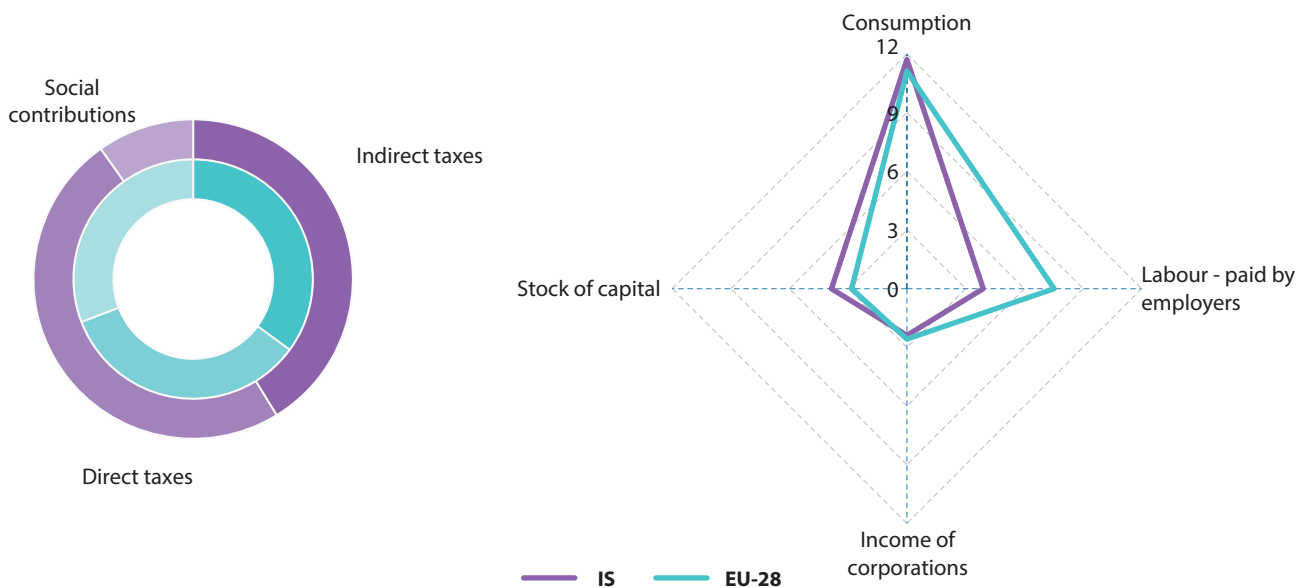 Social
contributions
Indirect taxes
Direct taxes
Consumption
12
9
6
3
0
Stock of capital
Labour - paid by
employers
Income of
corporations
IS
EU-28